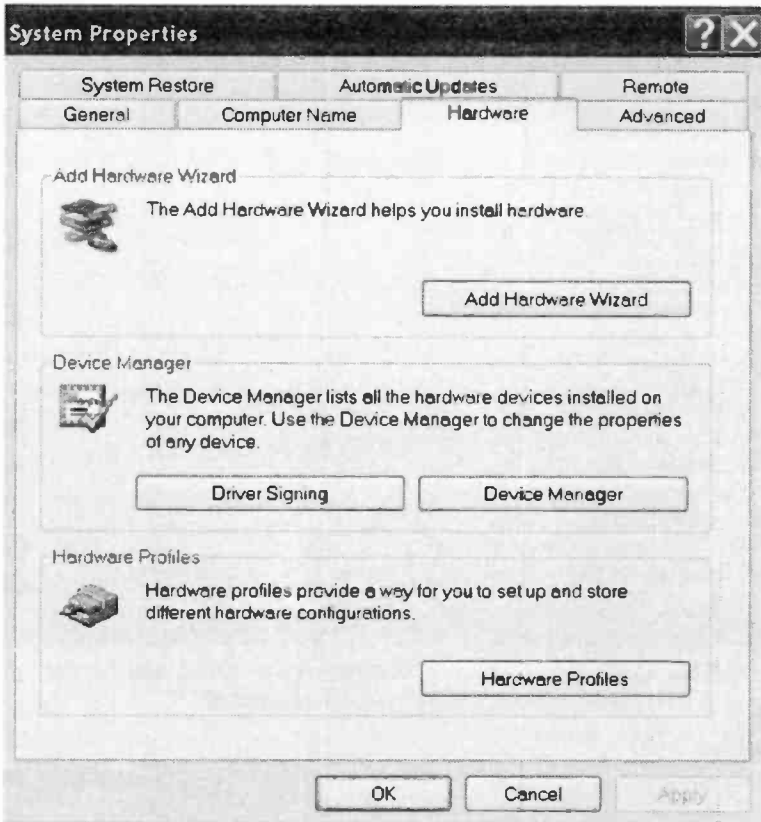 System Properties
System Restore
Automatic Updates
Remote
General
Computer Name
Hardware
Advanced
Add Hardware Wizard
The Add Hardware Wizard helps you install hardware.
Add Hardware Wizard
Device Manager
The Device Manager lists all the hardware devices installed on
your computer. Use the Device Manager to change the properties
of any device.
Driver Signing
Device Manager
Hardware Profiles
Hardware profiles provide a way for you to set up and store
different hardware configurations.
Hardware Profiles
OK
Cancel
Apply